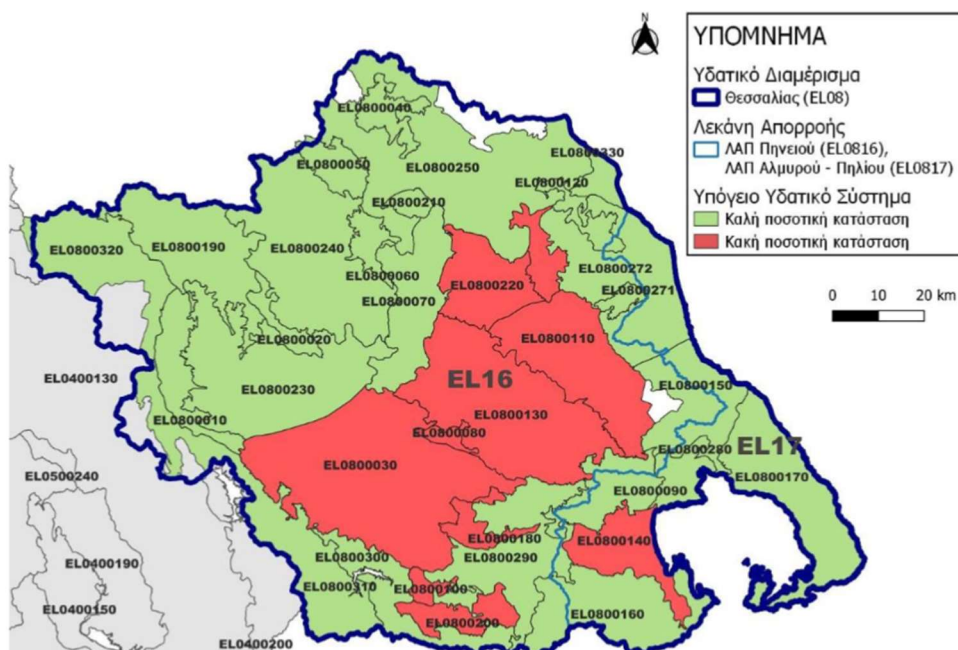 N
ΥΠΟΜΝΗΜΑ
Υδατικό Διαμέρισμα
Θεσσαλίας (EL08)
Λεκάνη Απορροής
ΛΑΠ Πηνειού (EL0816),
ΛΑΠ Αλμυρού - Πηλίου (EL0817)
Υπόγειο Υδατικό Σύστημα
Καλή ποσοτική κατάσταση
Κακή ποσοτική κατάσταση
0 10 20 km
EL0800040
EL0800330
EL0800050
EL0800250
EL0800120
EL0800210
EL0800320
EL0800190
EL0800240
EL0800060
EL0800272
EL0800220
EL0800271
EL0800070
EL0800020
EL0800110
EL0400130
EL16
EL0800150
EL0800230
EL0800010
EL0800130
EL0800080
EL17
EL0800280
EL0800030
EL0500240
EL0800170
EL0800090
EL0800180
EL0800140
EL0800300
EL0800290
EL0400190
EL0800310
EL0800100
EL0400150
EL0800160
EL0800200
EL0400200